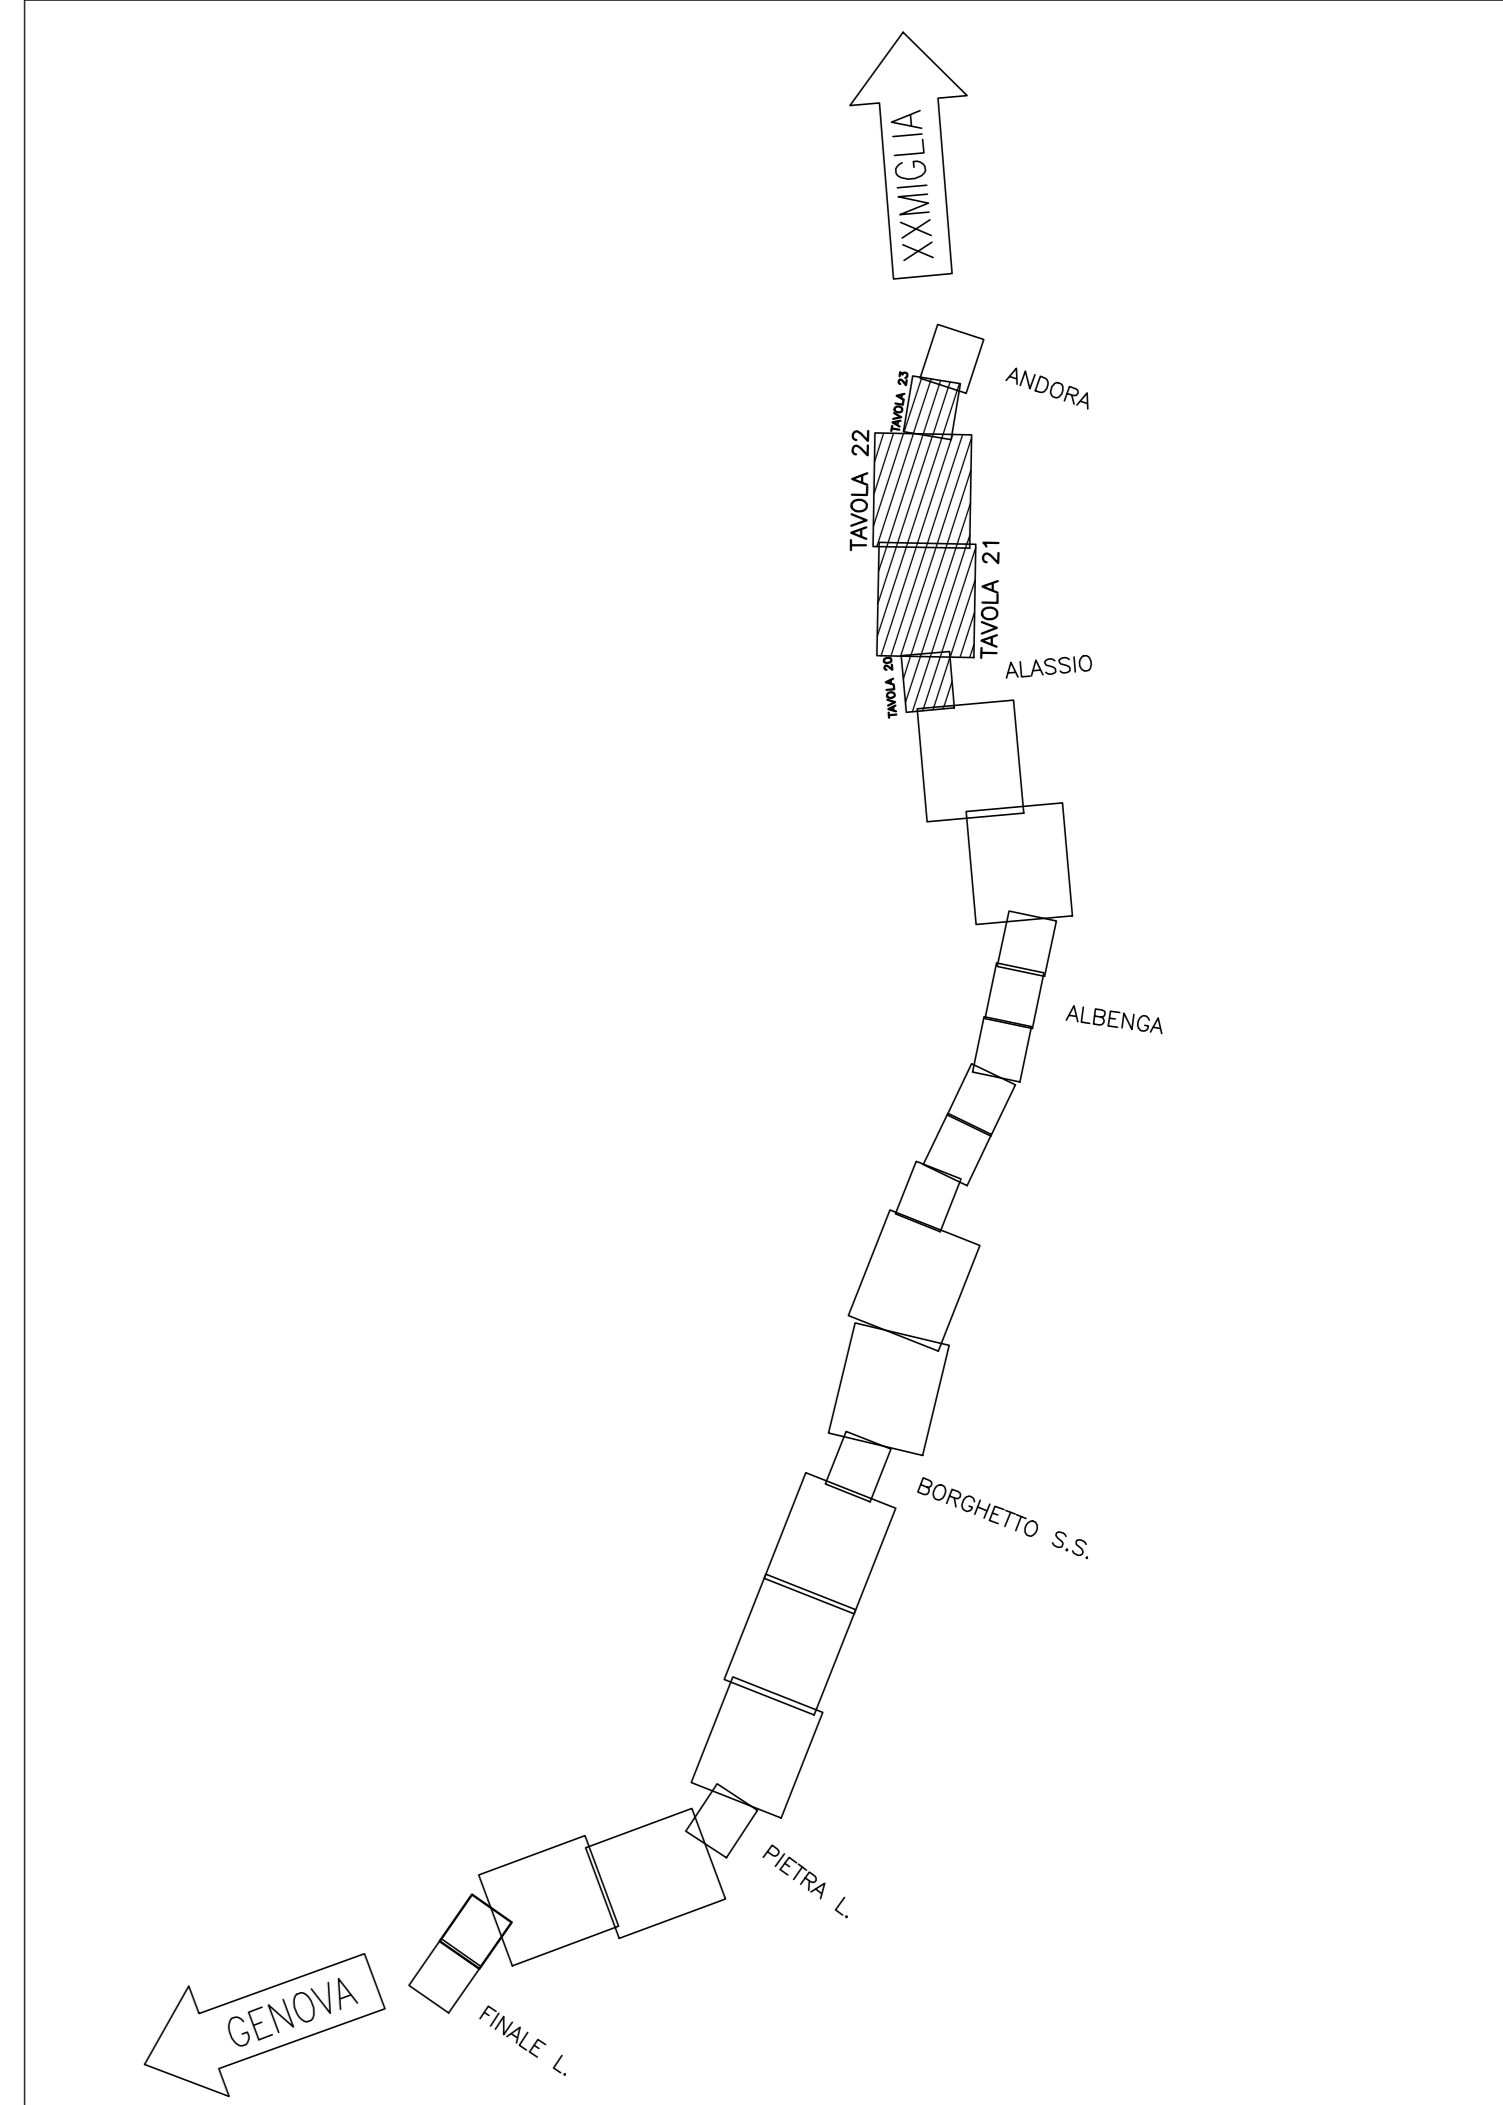 XXMIGLIA
ANDORA
TAVOLA 23
TAVOLA 22
TAVOLA 21
ALASSIO
TAVOLA 20
ALBENGA
BORGHETTO S.S.
PIETRA L.
GENOVA
FINALE L.